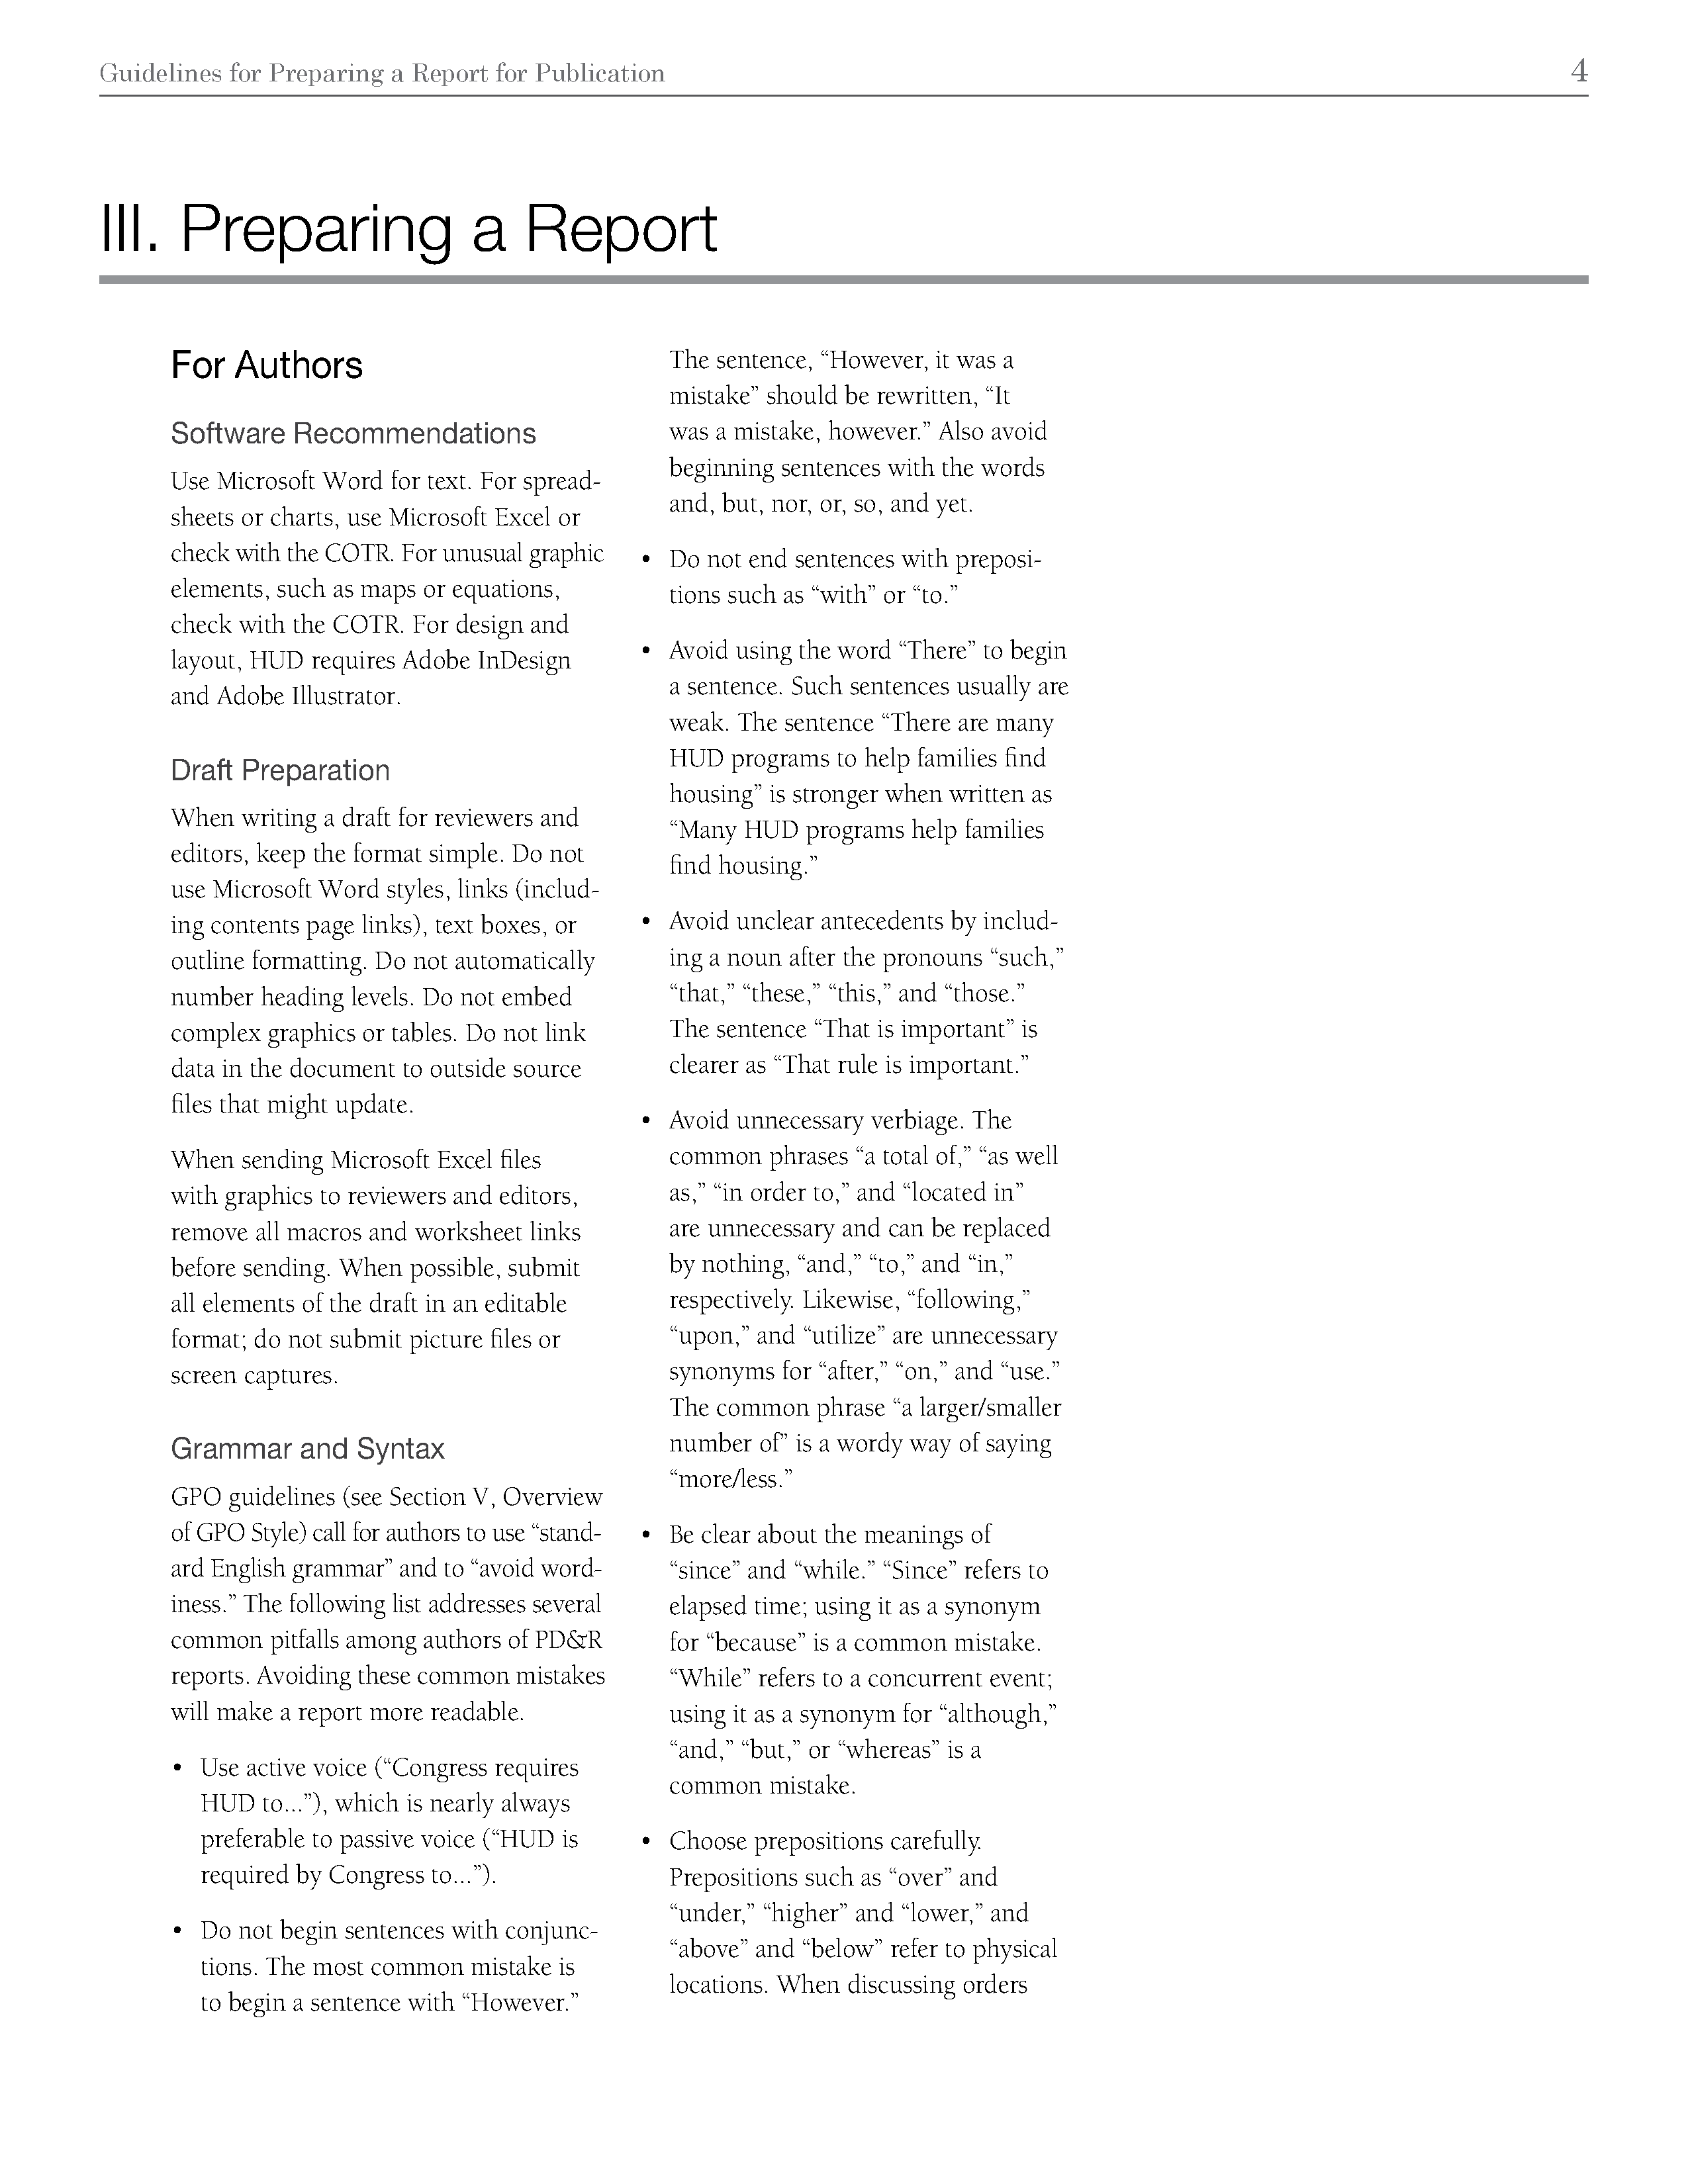 Guidelines for Preparing a Report for Publication 4
III. Preparing a Report
For Authors
Software Recommendations
Use Microsoft Word for text. For spread-
sheets or charts, use Microsoft Excel or
check with the COTR. For unusual graphic
elements, such as maps or equations,
check with the COTR. For design and
layout, HUD requires Adobe InDesign
and Adobe Illustrator.
Draft Preparation
When writing a draft for reviewers and
editors, keep the format simple. Do not
use Microsoft Word styles, links (includ-
ing contents page links), text boxes, or
outline formatting. Do not automatically
number heading levels. Do not embed
complex graphics or tables. Do not link
data in the document to outside source
files that might update.
When sending Microsoft Excel files
with graphics to reviewers and editors,
remove all macros and worksheet links
before sending. When possible, submit
all elements of the draft in an editable
format; do not submit picture files or
screen captures.
Grammar and Syntax
GPO guidelines (see Section V, Overview
of GPO Style) call for authors to use “stand-
ard English grammar” and to “avoid word-
iness.” The following list addresses several
common pitfalls among authors of PD&R
reports. Avoiding these common mistakes
will make a report more readable.
• Use active voice (“Congress requires
HUD to...”), which is nearly always
preferable to passive voice (“HUD is
required by Congress to...”).
• Do not begin sentences with conjunc-
tions. The most common mistake is
to begin a sentence with “However.”
The sentence, “However, it was a
mistake” should be rewritten, “It
was a mistake, however.” Also avoid
beginning sentences with the words
and, but, nor, or, so, and yet.
• Do not end sentences with preposi-
tions such as “with” or “to.”
• Avoid using the word “There” to begin
a sentence. Such sentences usually are
weak. The sentence “There are many
HUD programs to help families find
housing” is stronger when written as
“Many HUD programs help families
find housing.”
• Avoid unclear antecedents by includ-
ing a noun after the pronouns “such,”
“that,” “these,” “this,” and “those.”
The sentence “That is important” is
clearer as “That rule is important.”
• Avoid unnecessary verbiage. The
common phrases “a total of,” “as well
as,” “in order to,” and “located in”
are unnecessary and can be replaced
by nothing, “and,” “to,” and “in,”
respectively. Likewise, “following,”
“upon,” and “utilize” are unnecessary
synonyms for “after,” “on,” and “use.”
The common phrase “a larger/smaller
number of” is a wordy way of saying
“more/less.”
• Be clear about the meanings of
“since” and “while.” “Since” refers to
elapsed time; using it as a synonym
for “because” is a common mistake.
“While” refers to a concurrent event;
using it as a synonym for “although,”
“and,” “but,” or “whereas” is a
common mistake.
• Choose prepositions carefully.
Prepositions such as “over” and
“under,” “higher” and “lower,” and
“above” and “below” refer to physical
locations. When discussing orders